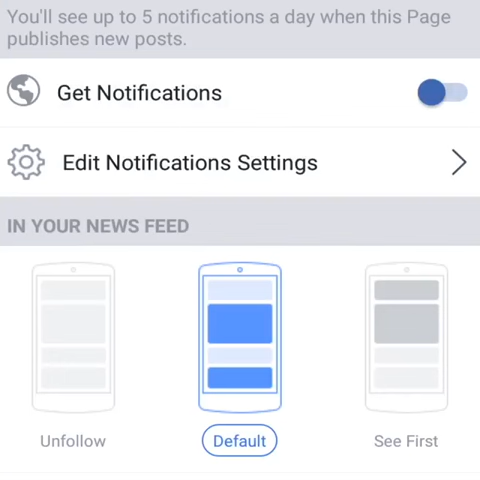 You'll see up to 5 notifications a day when this Page
publishes new posts.
Get Notifications
Edit Notifications Settings
IN YOUR NEWS FEED
Unfollow
Default
See First